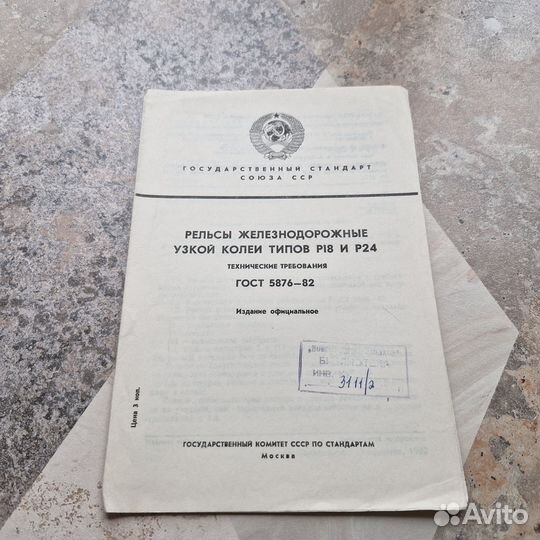 ГОСУДАРСТВЕННЫЙ СТАНДАРТ
СОЮЗА ССР
РЕЛЬСЫ ЖЕЛЕЗНОДОРОЖНЫЕ
УЗКОЙ КОЛЕИ ТИПОВ Р18 И Р24
ТЕХНИЧЕСКИЕ ТРЕБОВАНИЯ
ГОСТ 5876—82
Издание официальное
3111/2
Цена 3 коп.
ГОСУДАРСТВЕННЫЙ КОМИТЕТ СССР ПО СТАНДАРТАМ
Москва
Avito